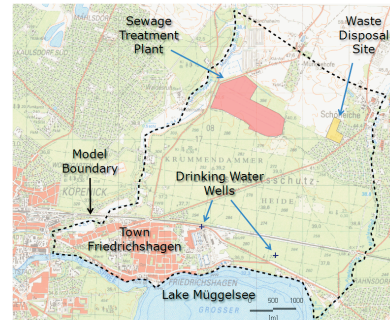 Sewage
Treatment
Plant
Waste
Disposal
Site
Model
Boundary
KÖPENICK
KRUMMENDAMMER
Drinking Water
Wells
HEIDE
Town
Friedrichshagen
FRIEDRICHSHAGEN
Lake Müggelsee
GROSSER
500 1000
[m]